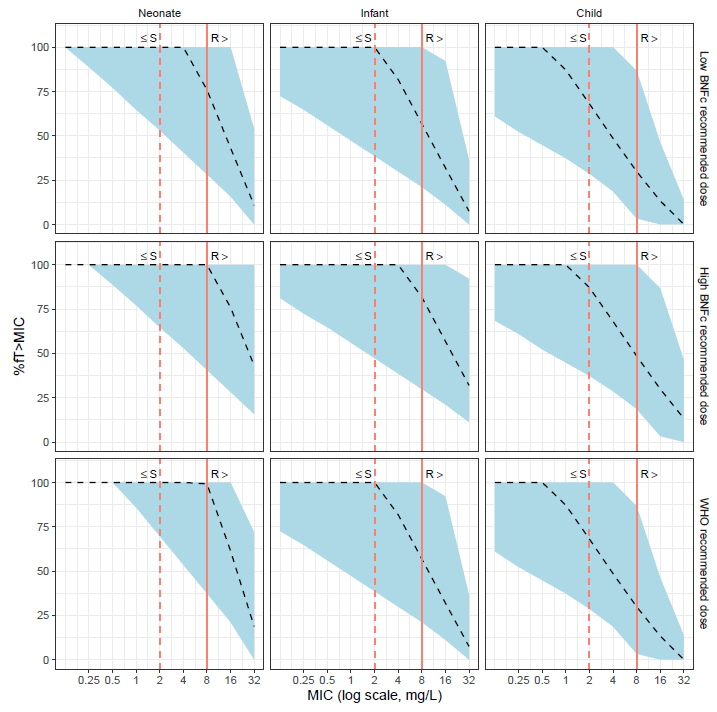 Neonate Infant Child
≤ S R > ≤ S R > ≤ S R >
100
75
50
25
0
Low BNFc recommended dose
≤ S R > ≤ S R > ≤ S R >
100
75
50
25
0
High BNFc recommended dose
%fT>MIC
≤ S R > ≤ S R > ≤ S R >
100
75
50
25
0
WHO recommended dose
0.25 0.5 1 2 4 8 16 32 0.25 0.5 1 2 4 8 16 32 0.25 0.5 1 2 4 8 16 32
MIC (log scale, mg/L)